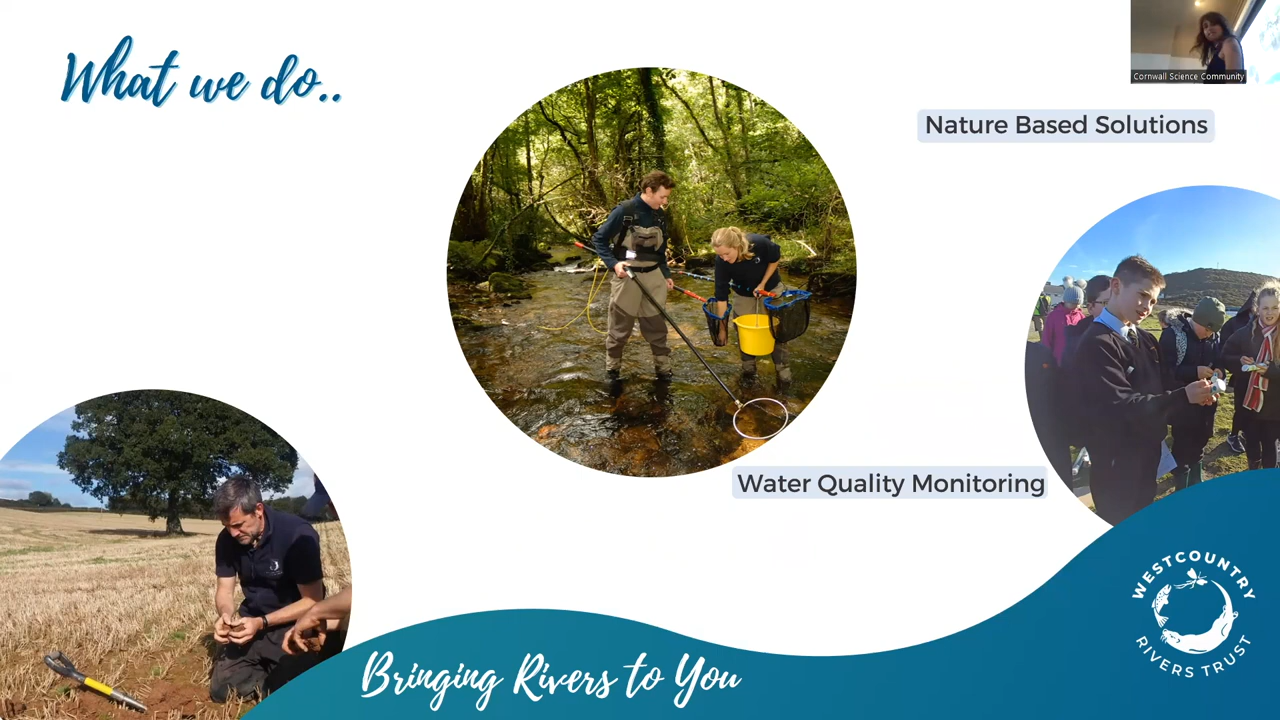 What we do..
Cornwall Science Community
Nature Based Solutions
Water Quality Monitoring
Bringing Rivers to You
WESTCOUNTRY
RIVERS TRUST